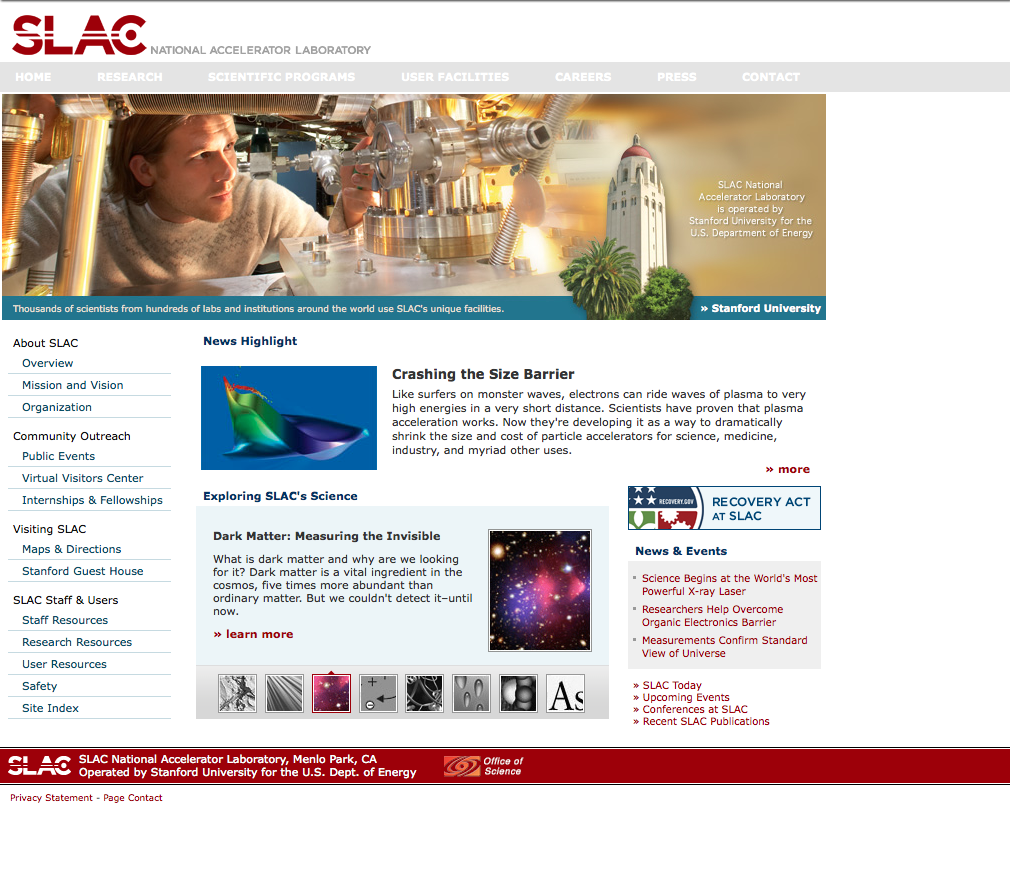 SLAC NATIONAL ACCELERATOR LABORATORY
HOME RESEARCH SCIENTIFIC PROGRAMS USER FACILITIES CAREERS PRESS CONTACT
SLAC National
Accelerator Laboratory
is operated by
Stanford University for the
U.S. Department of Energy
Thousands of scientists from hundreds of labs and institutions around the world use SLAC's unique facilities.
» Stanford University
About SLAC
Overview
Mission and Vision
Organization
Community Outreach
Public Events
Virtual Visitors Center
Internships & Fellowships
Visiting SLAC
Maps & Directions
Stanford Guest House
SLAC Staff & Users
Staff Resources
Research Resources
User Resources
Safety
Site Index
News Highlight
Crashing the Size Barrier
Like surfers on monster waves, electrons can ride waves of plasma to very
high energies in a very short distance. Scientists have proven that plasma
acceleration works. Now they're developing it as a way to dramatically
shrink the size and cost of particle accelerators for science, medicine,
industry, and myriad other uses.
» more
Exploring SLAC's Science
Dark Matter: Measuring the Invisible
What is dark matter and why are we looking
for it? Dark matter is a vital ingredient in the
cosmos, five times more abundant than
ordinary matter. But we couldn't detect it–until
now.
» learn more
As
RECOVERY.GOV
RECOVERY ACT
AT SLAC
News & Events
Science Begins at the World's Most
Powerful X-ray Laser
Researchers Help Overcome
Organic Electronics Barrier
Measurements Confirm Standard
View of Universe
» SLAC Today
» Upcoming Events
» Conferences at SLAC
» Recent SLAC Publications
SLAC
SLAC National Accelerator Laboratory, Menlo Park, CA
Operated by Stanford University for the U.S. Dept. of Energy
Office of
Science
Privacy Statement - Page Contact